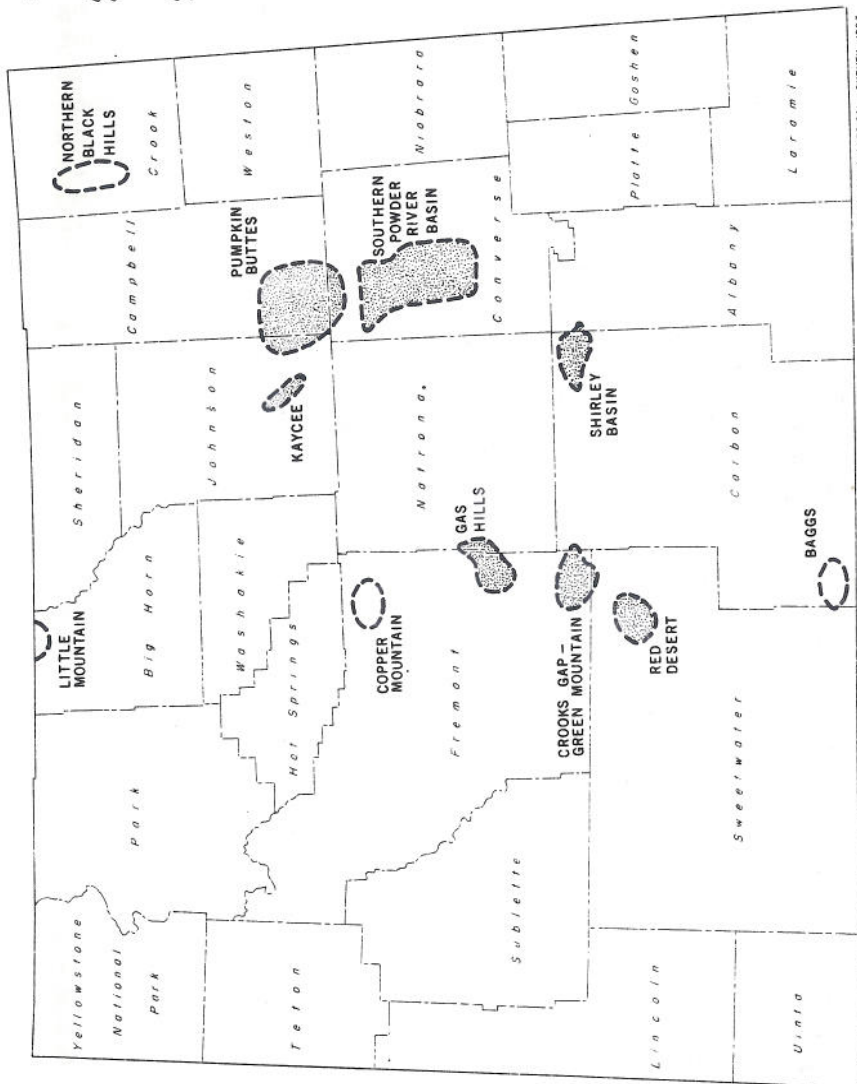 Yellowstone
National
Park
Park
LITTLE
MOUNTAIN
Big Horn
Sheridan
Campbell
NORTHERN
BLACK
HILLS
Crook
Teton
Hot Springs
Washakie
Johnson
KAYCEE
PUMPKIN
BUTTES
Weston
Sublette
Fremont
COPPER
MOUNTAIN
GAS
HILLS
Natrona
SOUTHERN
POWDER
RIVER
BASIN
Converse
Niobrara
CROOKS GAP–
GREEN MOUNTAIN
SHIRLEY
BASIN
Platte
Goshen
Lincoln
Sweetwater
RED
DESERT
Carbon
Albany
Laramie
Uinta
BAGGS